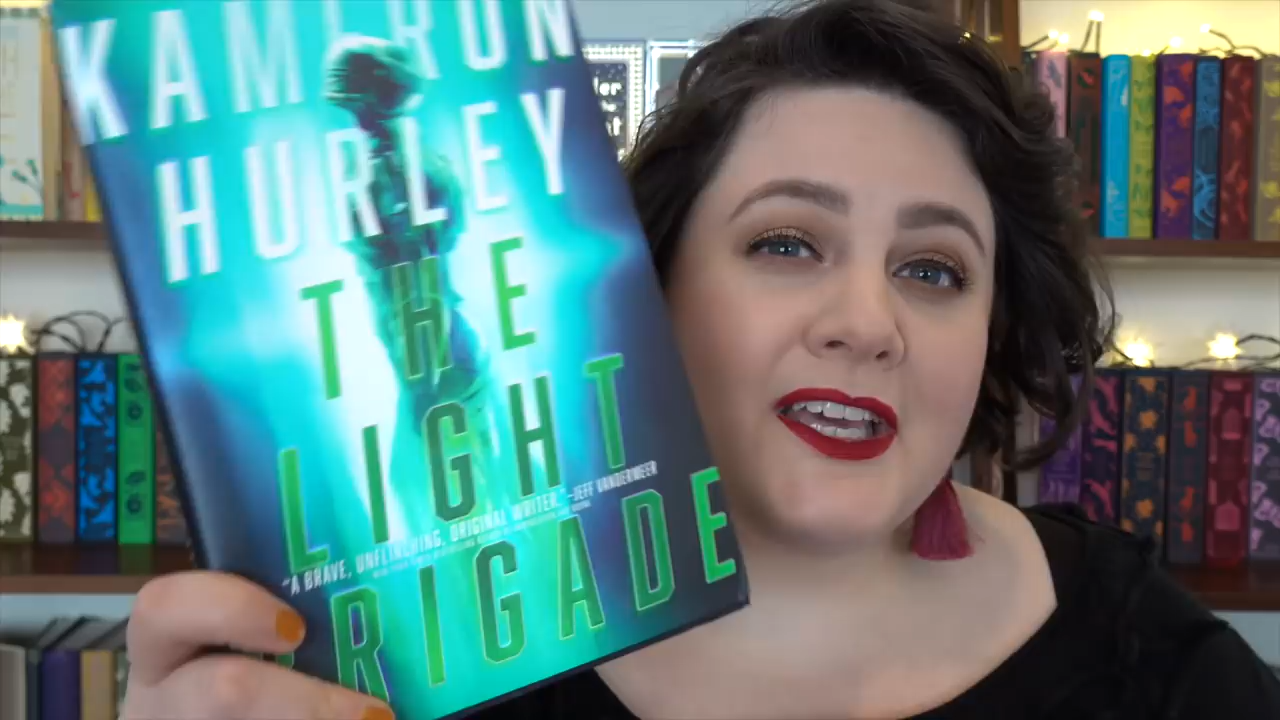 KAMERON
HURLEY
THE
LIGHT
"A BRAVE, UNFLINCHING, ORIGINAL WRITER." –JEFF VANDERMEER
BRIGADE